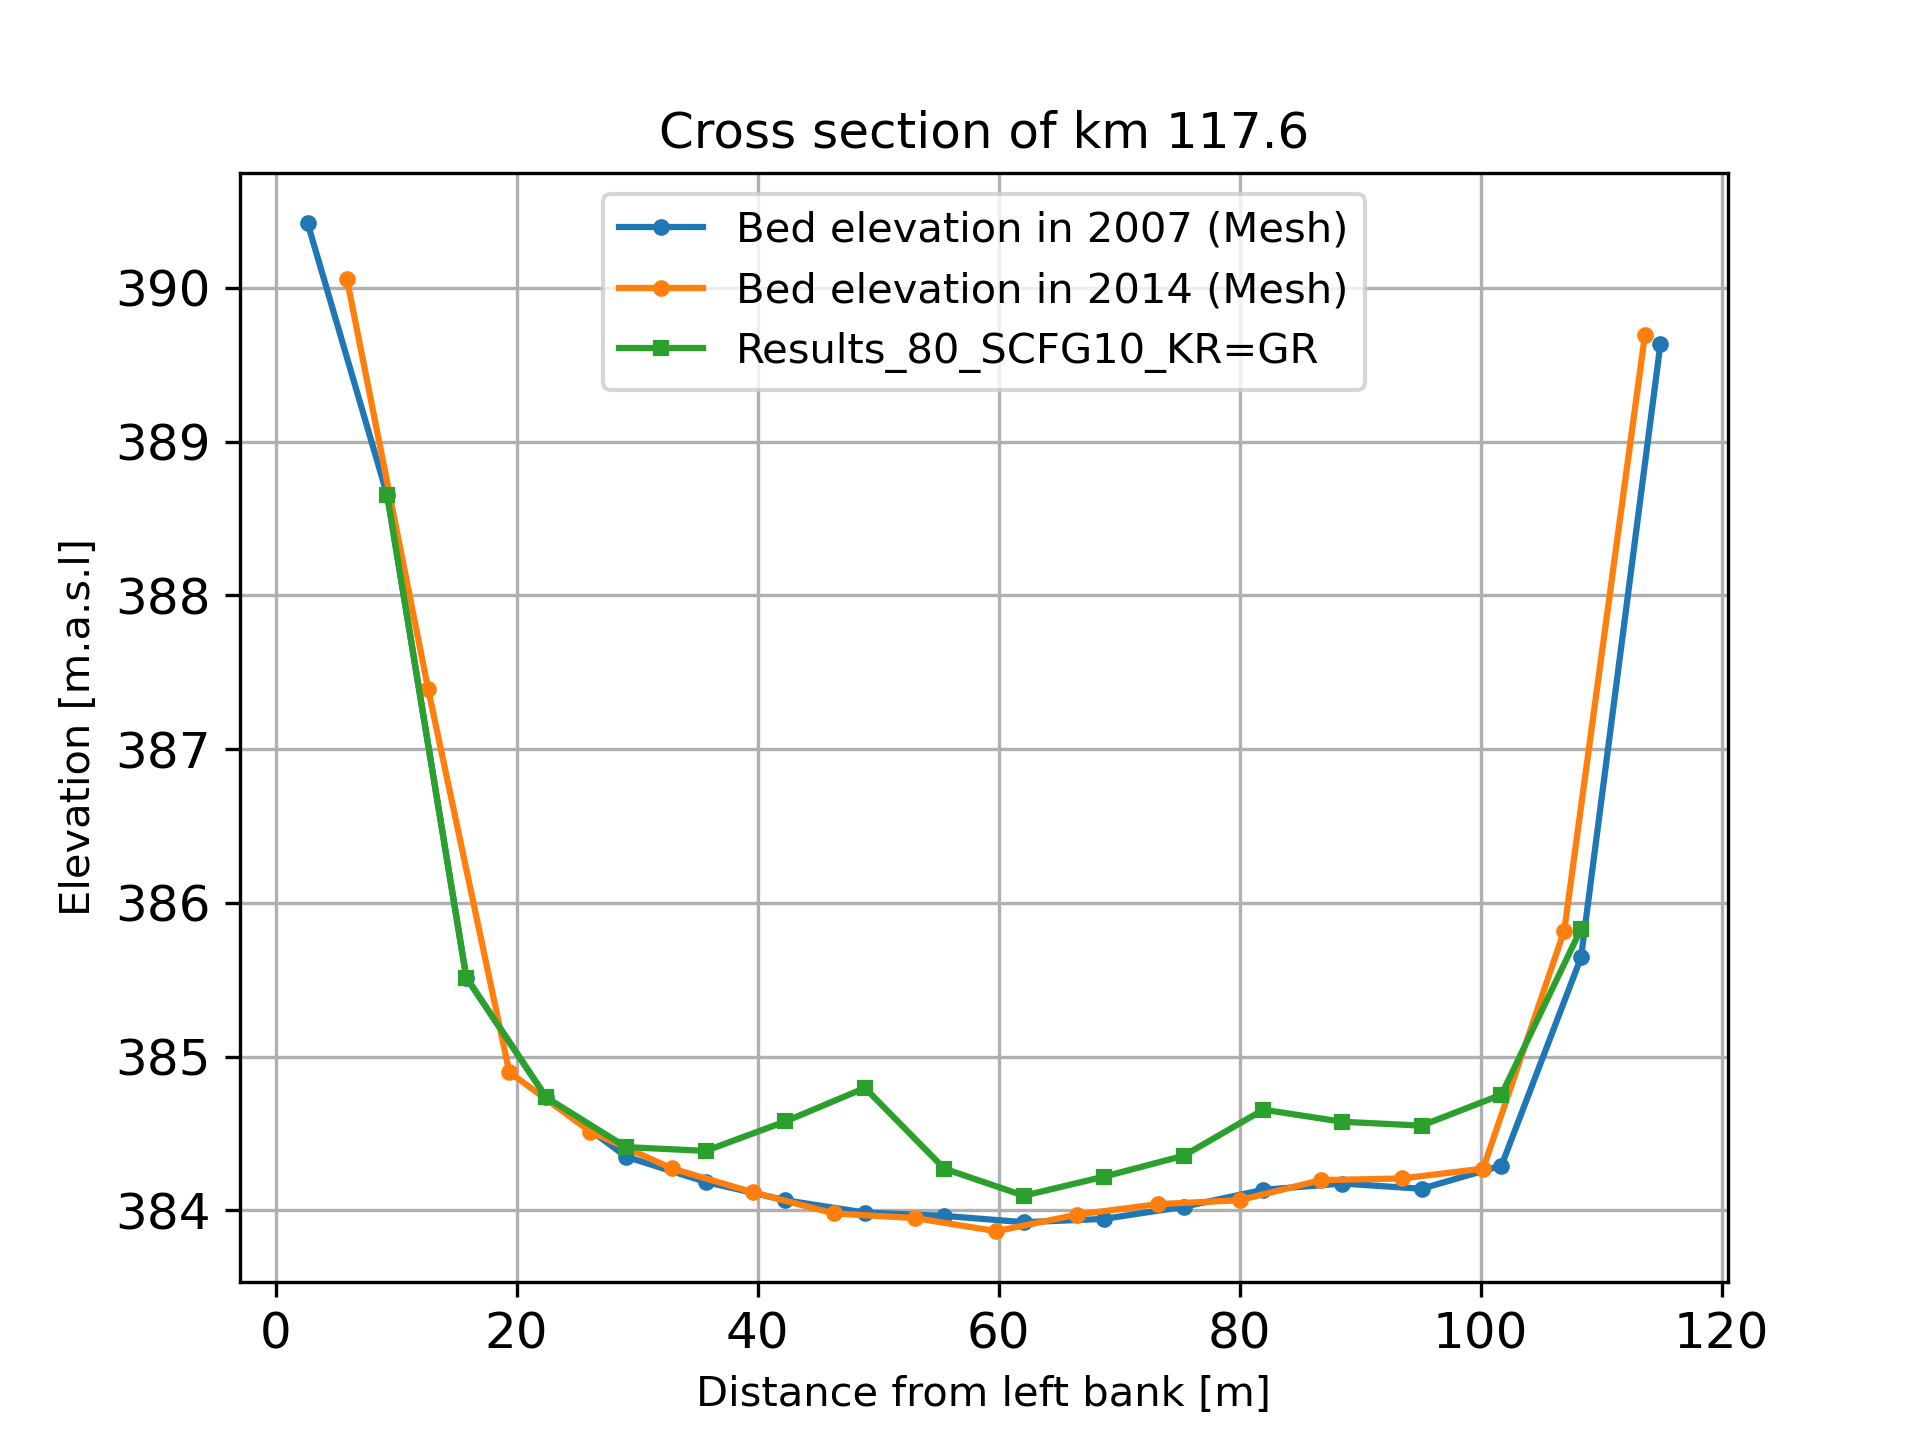 Cross section of km 117.6
Bed elevation in 2007 (Mesh)
Bed elevation in 2014 (Mesh)
Results_80_SCFG10_KR=GR
390
389
388
387
386
385
384
Elevation [m.a.s.l]
0 20 40 60 80 100 120
Distance from left bank [m]